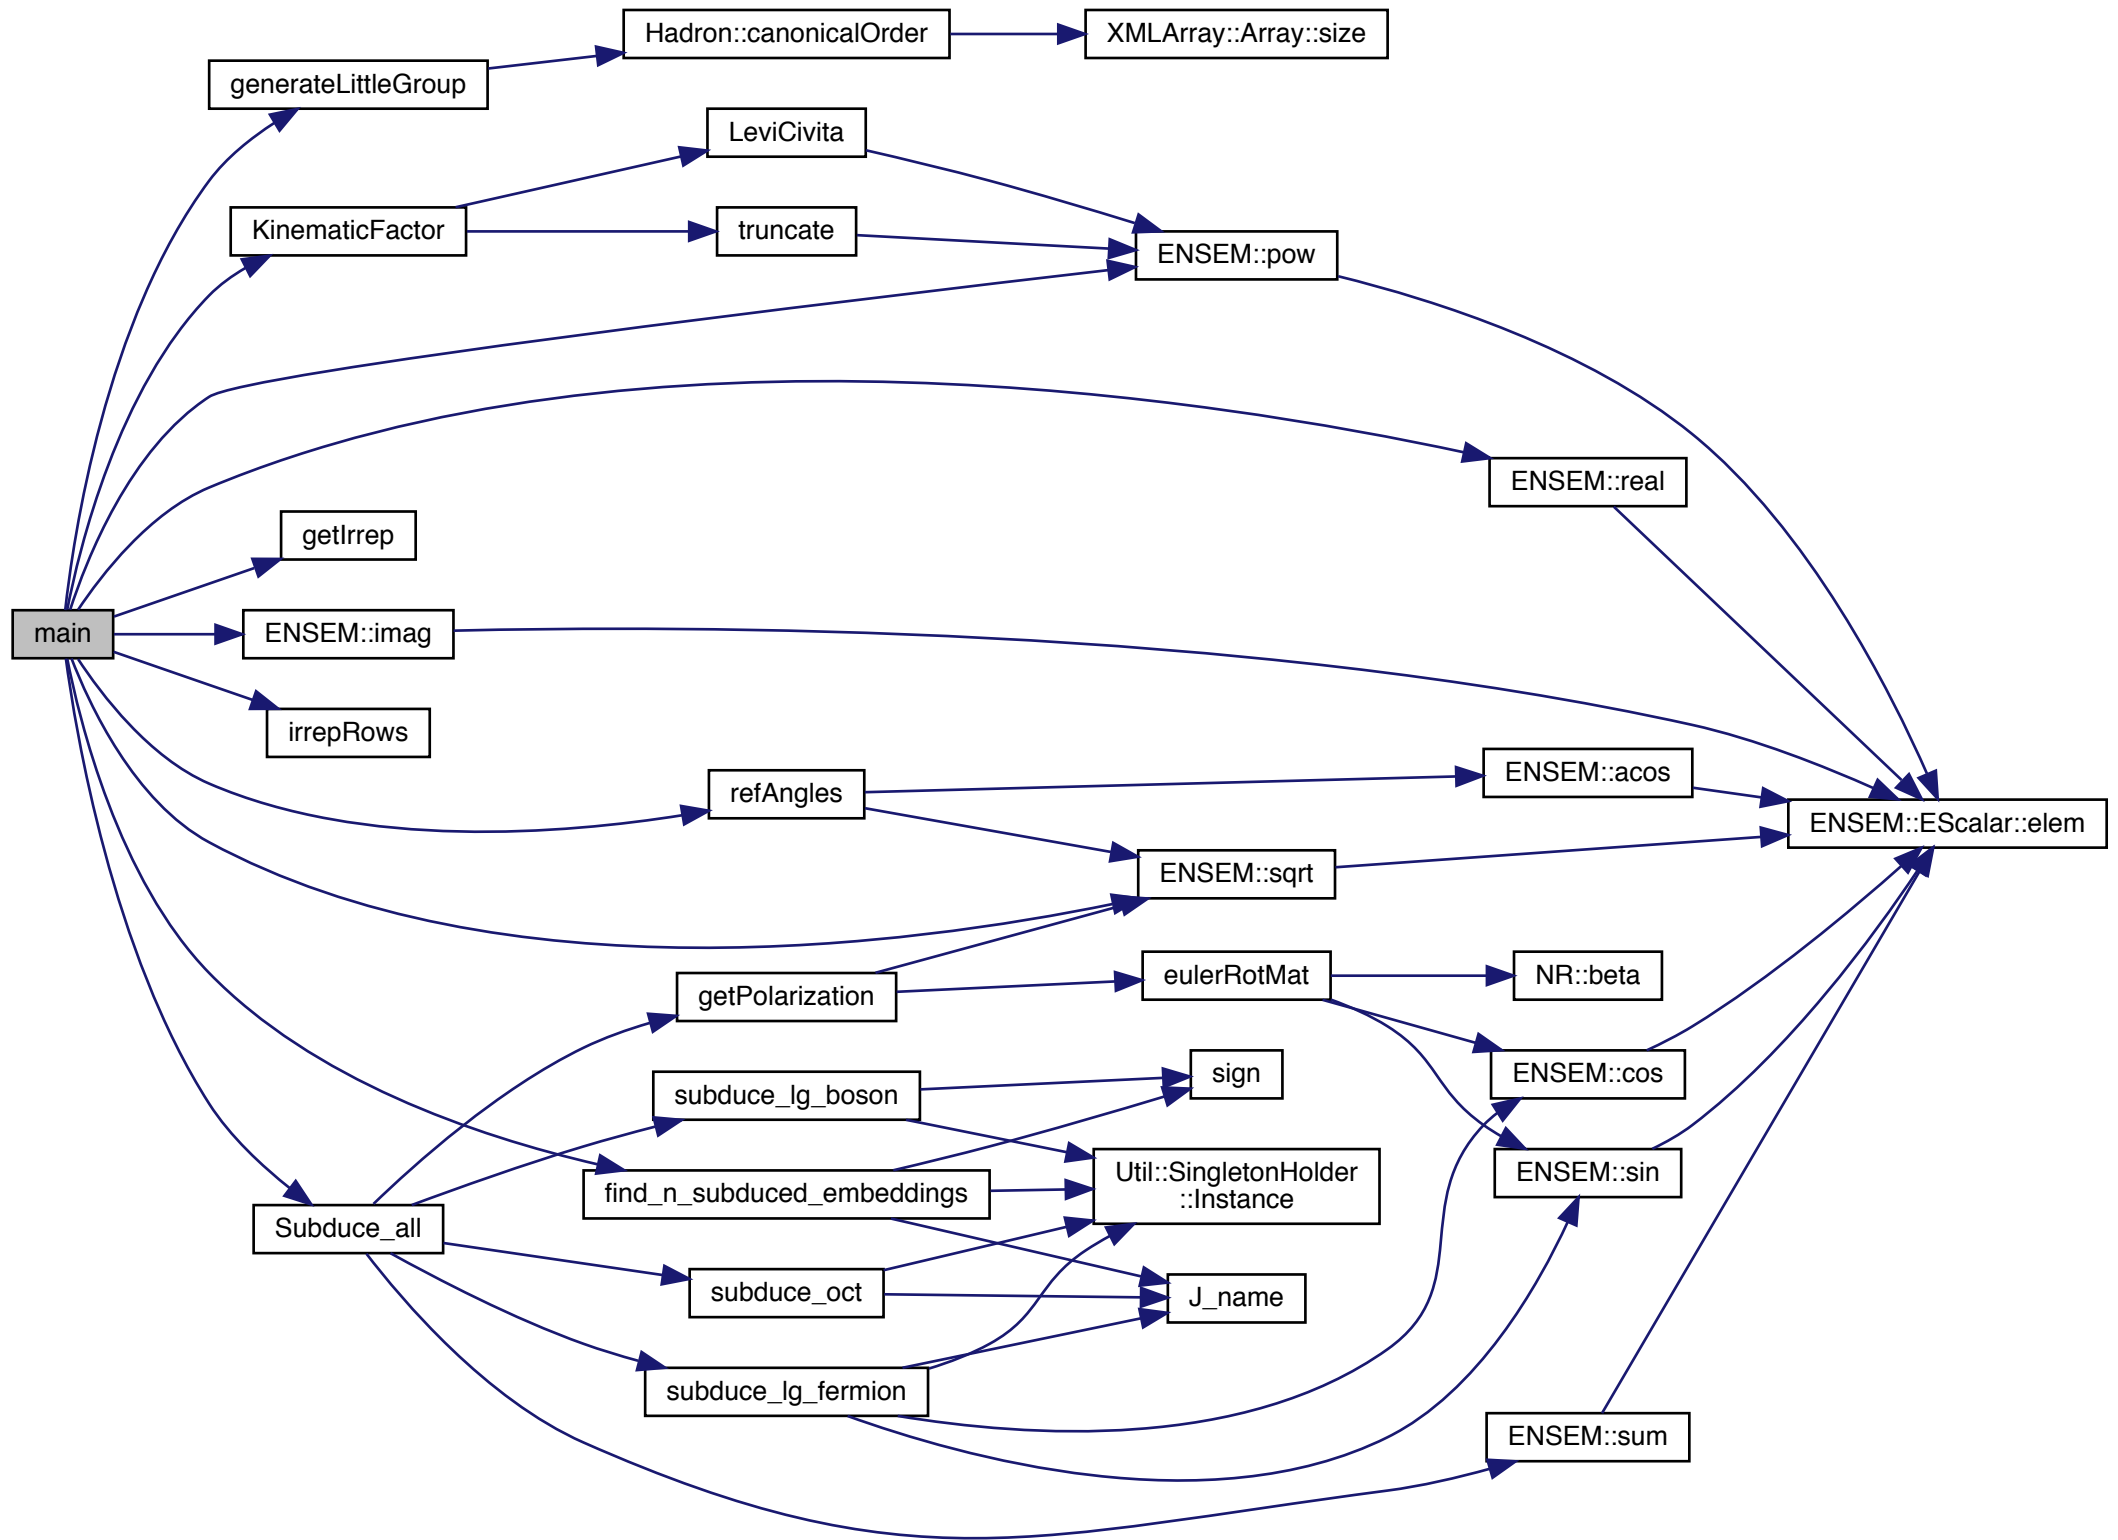 Hadron::canonicalOrder
XMLArray::Array::size
generateLittleGroup
LeviCivita
KinematicFactor
truncate
ENSEM::pow
ENSEM::real
getIrrep
main
ENSEM::imag
irrepRows
refAngles
ENSEM::acos
ENSEM::EScalar::elem
ENSEM::sqrt
getPolarization
eulerRotMat
NR::beta
subduce_lg_boson
sign
ENSEM::cos
find_n_subduced_embeddings
Util::SingletonHolder
::Instance
ENSEM::sin
Subduce_all
subduce_oct
J_name
subduce_lg_fermion
ENSEM::sum